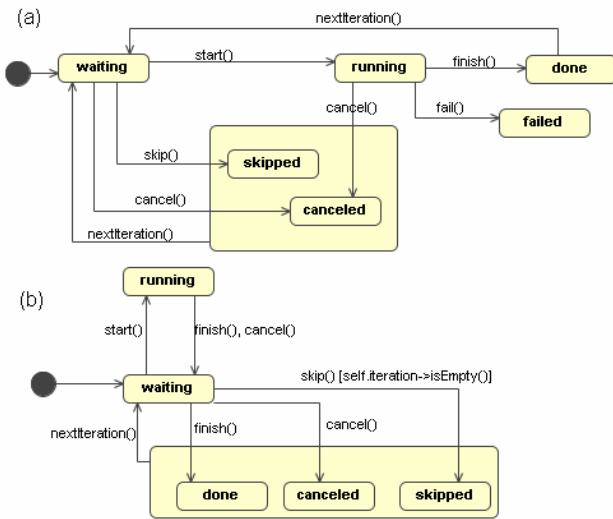 (a)
nextIteration()
waiting
start()
running
finish()
done
cancel()
fail()
failed
skip()
skipped
cancel()
canceled
nextIteration()
(b)
running
start()
finish(), cancel()
skip() [self.iteration->isEmpty()]
waiting
nextIteration()
finish()
cancel()
done
canceled
skipped